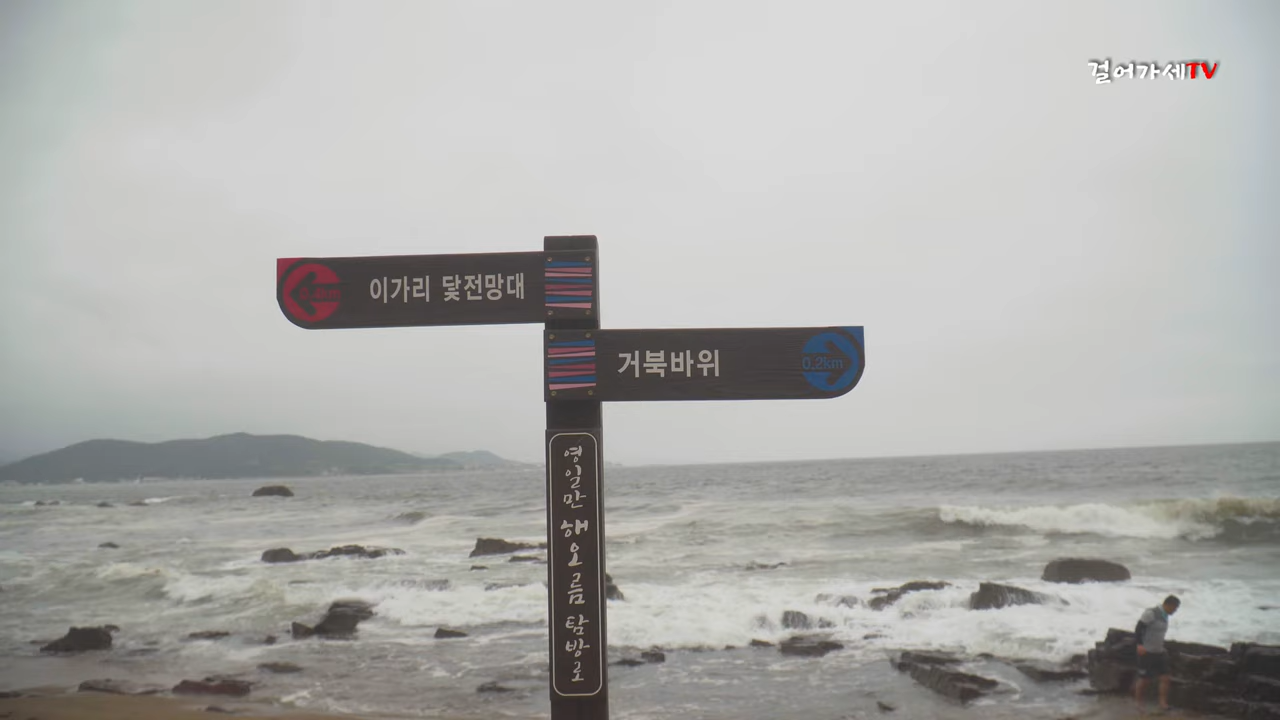 걸어가세TV
이가리 닻전망대
거북바위
0.2km
영일만 해오름 탐방로